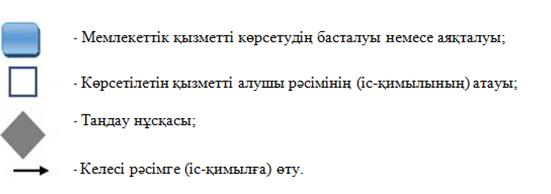 - Мемлекеттік қызметті көрсетудің басталуы немесе аяқталуы;
- Көрсетілетін қызметті алушы рәсімінің (іс-қимылының) атауы;
- Таңдау нұсқасы;
- Келесі рәсімге (іс-қимылға) өту.